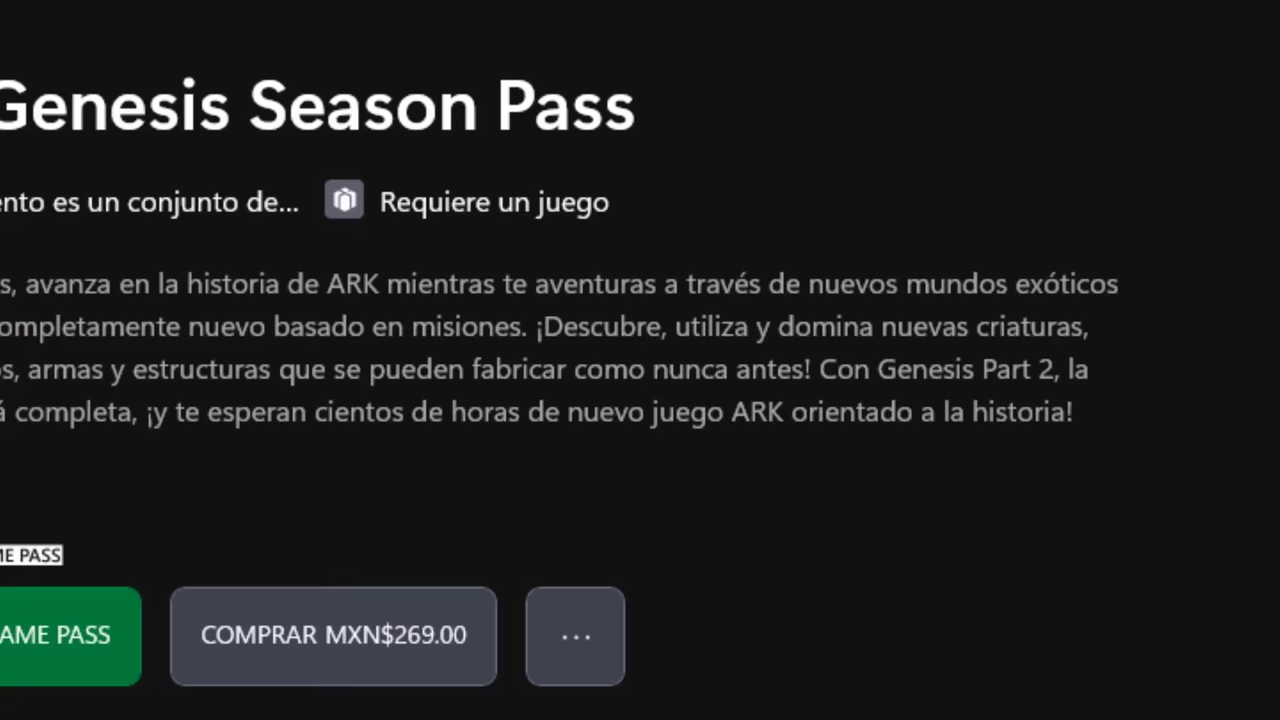 Genesis Season Pass
ento es un conjunto de... Requiere un juego
s, avanza en la historia de ARK mientras te aventuras a través de nuevos mundos exóticos
ompletamente nuevo basado en misiones. ¡Descubre, utiliza y domina nuevas criaturas,
os, armas y estructuras que se pueden fabricar como nunca antes! Con Genesis Part 2, la
á completa, ¡y te esperan cientos de horas de nuevo juego ARK orientado a la historia!
ME PASS
AME PASS COMPRAR MXN$269.00 ...